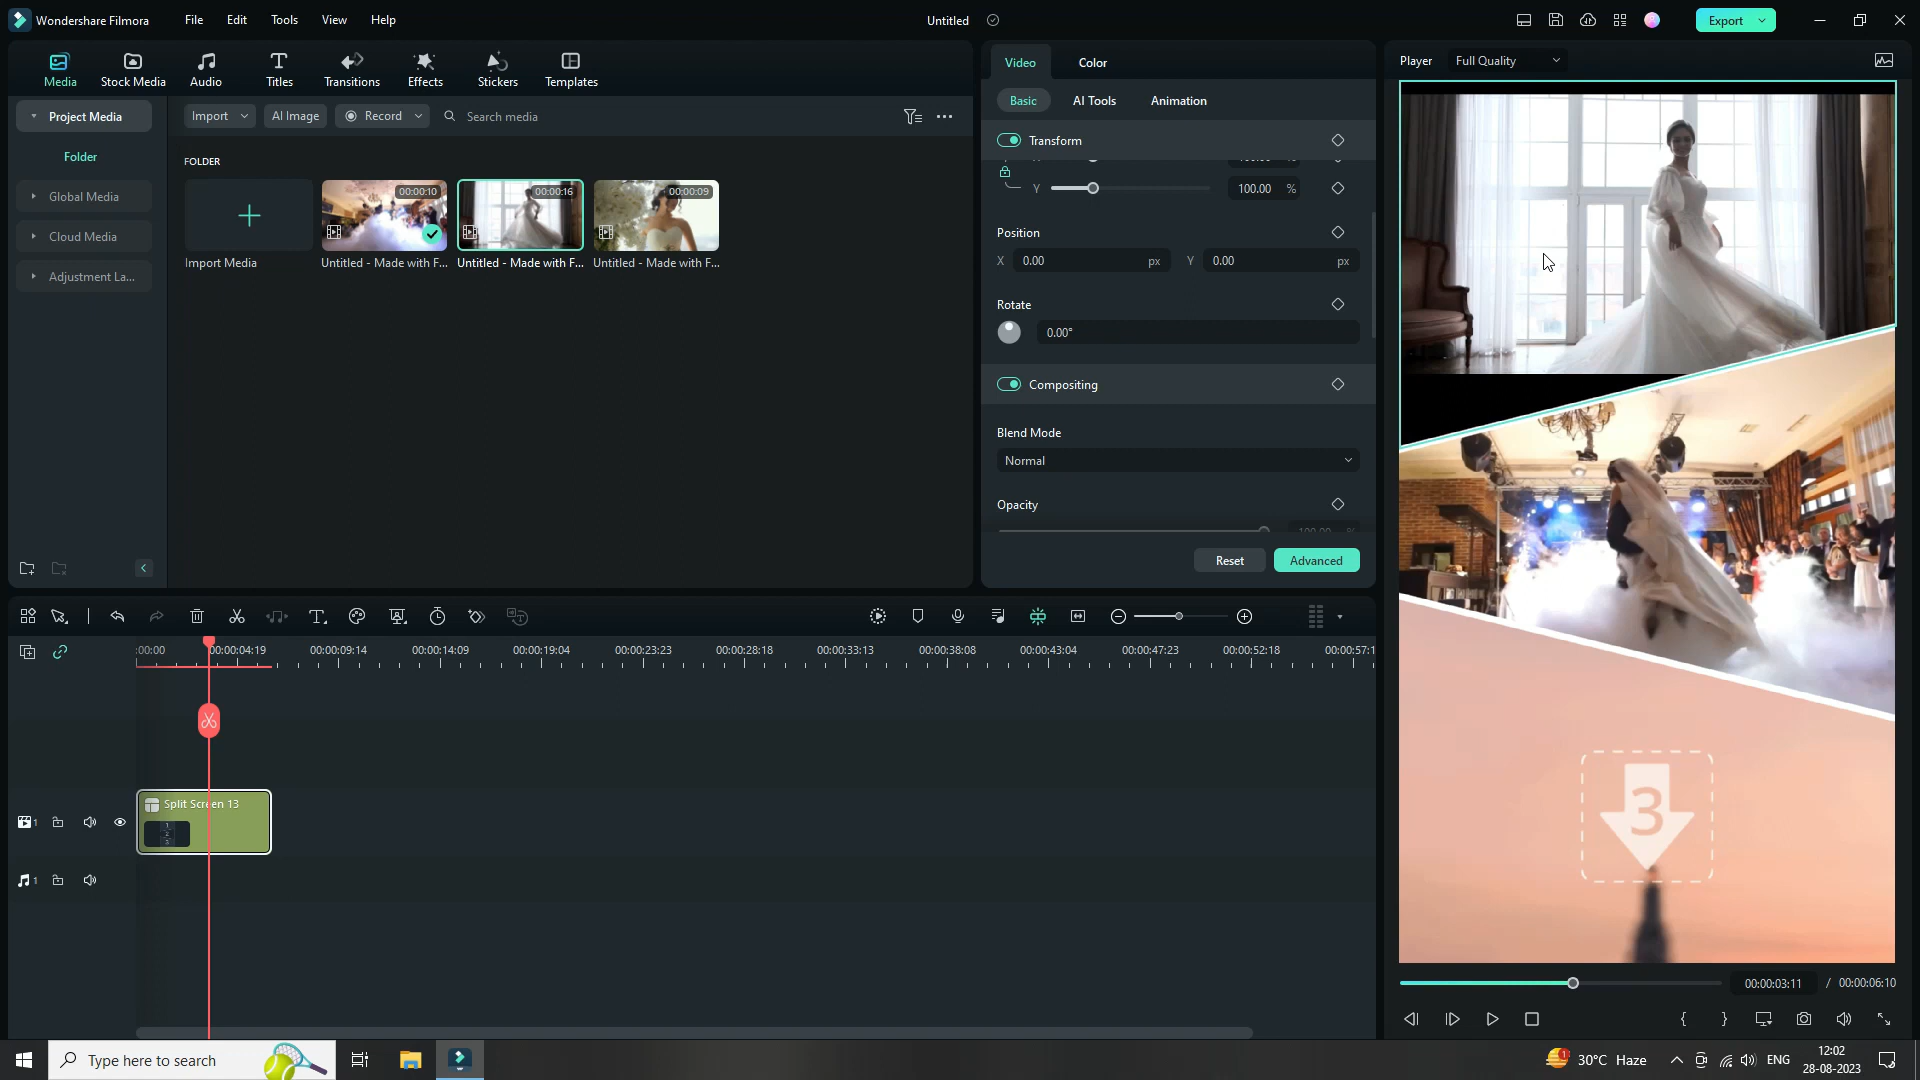 Wondershare Filmora
File Edit Tools View Help
Untitled
Export
Media
Stock Media
Audio
Titles
Transitions
Effects
Stickers
Templates
Video
Color
Player
Full Quality
Project Media
Import
AI Image
Record
Search media
Basic
AI Tools
Animation
Folder
FOLDER
Transform
Global Media
Cloud Media
Adjustment La...
00:00:10
00:00:16
00:00:09
Import Media
Untitled - Made with F...
Untitled - Made with F...
Untitled - Made with F...
Y 100.00 %
Position
X 0.00 px Y 0.00 px
Rotate
0.00°
Compositing
Blend Mode
Normal
Opacity
100.00 %
Reset
Advanced
:00:00 00:00:04:19 00:00:09:14 00:00:14:09 00:00:19:04 00:00:23:23 00:00:28:18 00:00:33:13 00:00:38:08 00:00:43:04 00:00:47:23 00:00:52:18 00:00:57:1
Split Screen 13
1
2
3
1
1
3
00:00:03:11 / 00:00:06:10
{ }
Type here to search
1
30°C Haze
ENG
12:02
28-08-2023